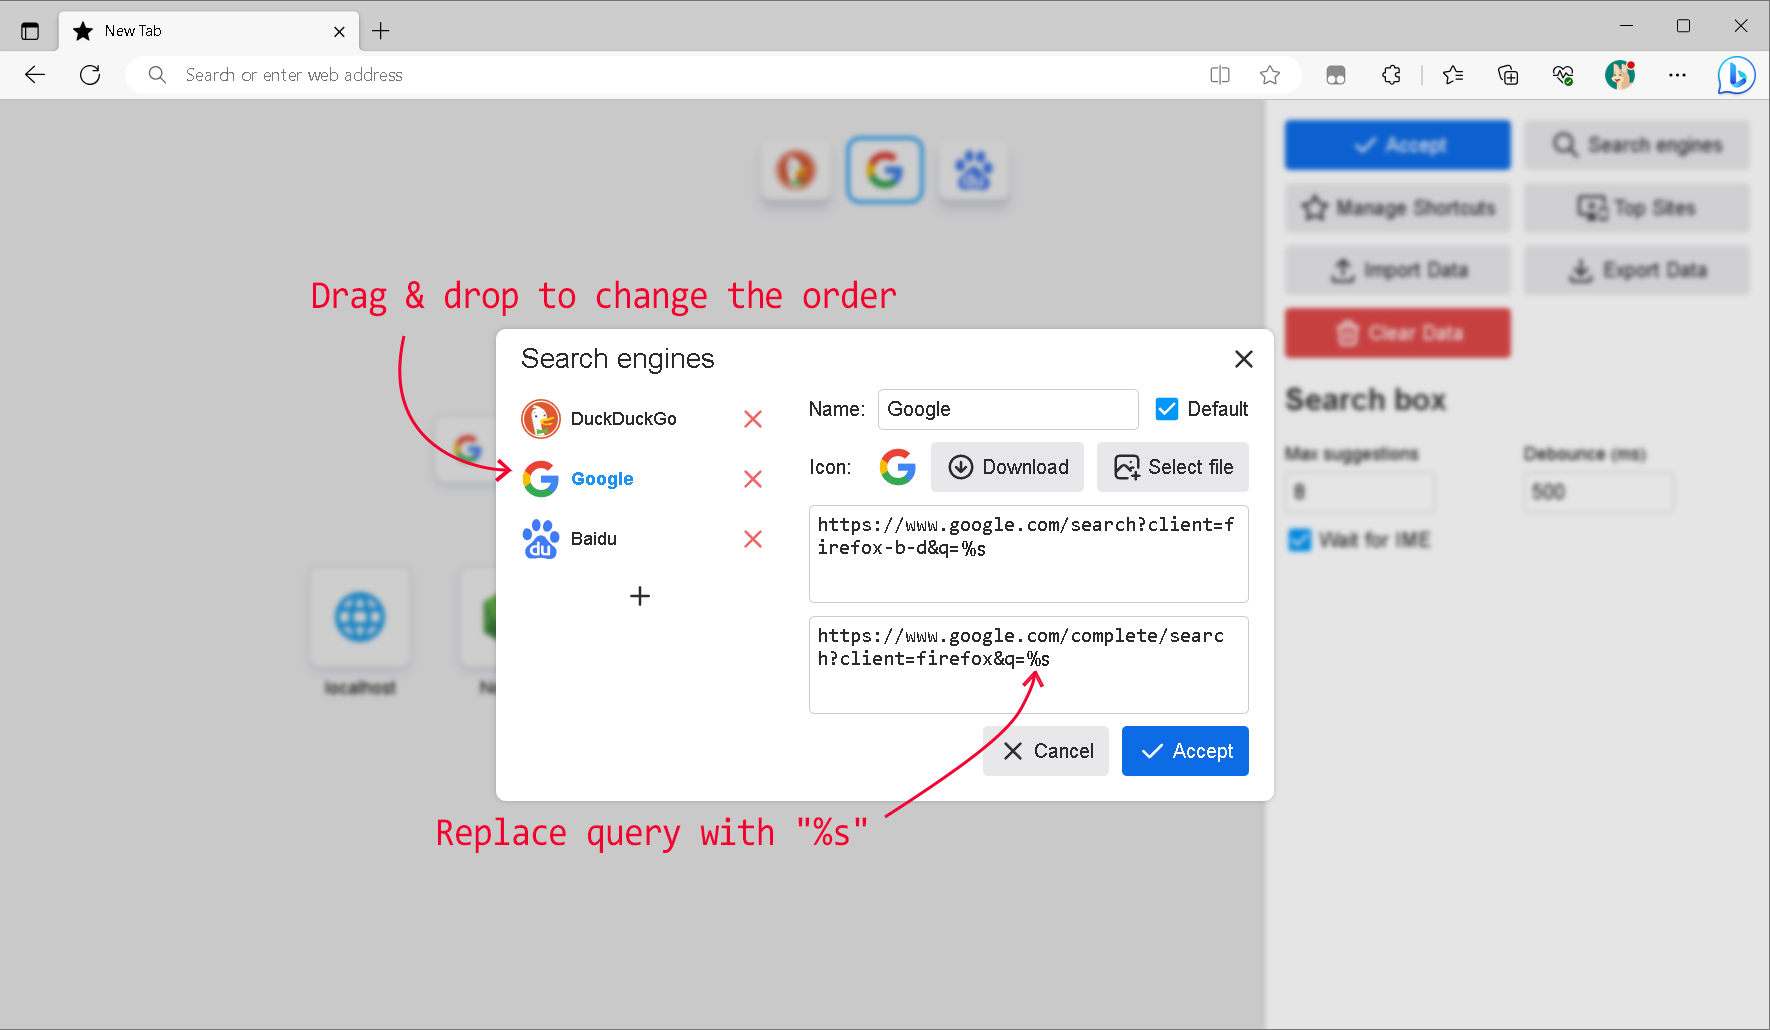 New Tab
Search or enter web address
Accept
Search engines
Manage Shortcuts
Top Sites
Import Data
Export Data
Clear Data
Drag & drop to change the order
Search engines
DuckDuckGo
Google
du
Baidu
Name:
Google
Default
Icon:
Download
Select file
https://www.google.com/search?client=f
irefox-b-d&q=%s
https://www.google.com/complete/searc
h?client=firefox&q=%s
Cancel
Accept
Replace query with "%s"
Search box
Max suggestions
Debounce (ms)
8
500
Wait for IME
localhost